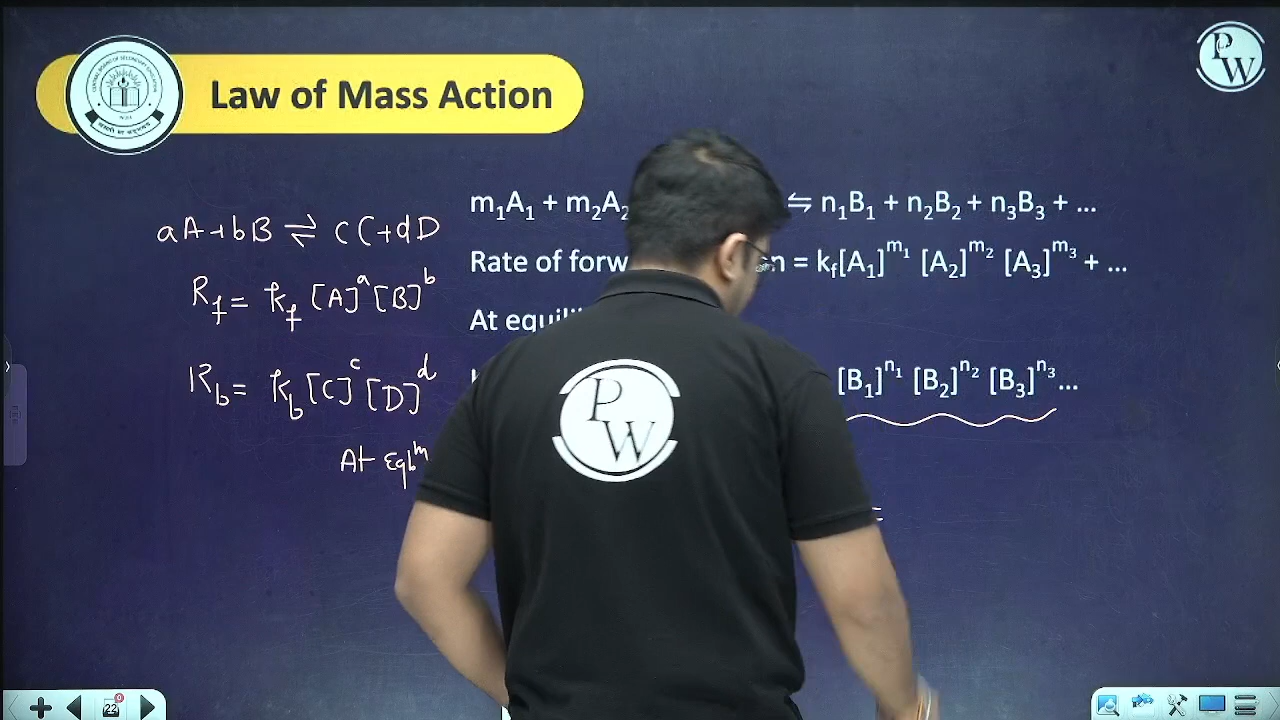 Law of Mass Action
PW
m₁A₁ + m₂A₂ ⇋ n₁B₁ + n₂B₂ + n₃B₃ + ...
aA+bB ⇌ cC+dD
Rate of forw n = k_f[A₁]^m₁ [A₂]^m₂ [A₃]^m₃ + ...
R_f = k_f [A]^a [B]^b
At equili
R_b = k_b [C]^c [D]^d
[B₁]^n₁ [B₂]^n₂ [B₃]^n₃...
PW
At Eqb^m
=
22